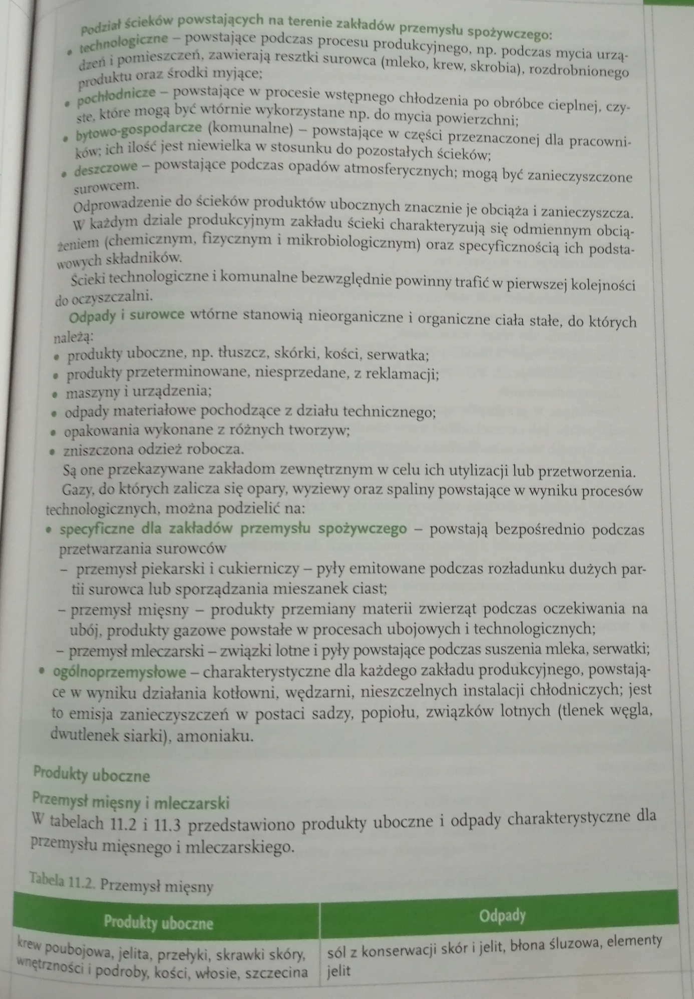 Podział ścieków powstających na terenie zakładów przemysłu spożywczego:
• technologiczne – powstające podczas procesu produkcyjnego, np. podczas mycia urzą-
dzeń i pomieszczeń, zawierają resztki surowca (mleko, krew, skrobia), rozdrobnionego
produktu oraz środki myjące;
• pochłodnicze – powstające w procesie wstępnego chłodzenia po obróbce cieplnej, czy-
ste, które mogą być wtórnie wykorzystane np. do mycia powierzchni;
• bytowo-gospodarcze (komunalne) – powstające w części przeznaczonej dla pracowni-
ków; ich ilość jest niewielka w stosunku do pozostałych ścieków;
• deszczowe – powstające podczas opadów atmosferycznych; mogą być zanieczyszczone
surowcem.
Odprowadzenie do ścieków produktów ubocznych znacznie je obciąża i zanieczyszcza.
W każdym dziale produkcyjnym zakładu ścieki charakteryzują się odmiennym obcią-
żeniem (chemicznym, fizycznym i mikrobiologicznym) oraz specyficznością ich podsta-
wowych składników.
Ścieki technologiczne i komunalne bezwzględnie powinny trafić w pierwszej kolejności
do oczyszczalni.
Odpady i surowce wtórne stanowią nieorganiczne i organiczne ciała stałe, do których
należą:
• produkty uboczne, np. tłuszcz, skórki, kości, serwatka;
• produkty przeterminowane, niesprzedane, z reklamacji;
• maszyny i urządzenia;
• odpady materiałowe pochodzące z działu technicznego;
• opakowania wykonane z różnych tworzyw;
• zniszczona odzież robocza.
Są one przekazywane zakładom zewnętrznym w celu ich utylizacji lub przetworzenia.
Gazy, do których zalicza się opary, wyziewy oraz spaliny powstające w wyniku procesów
technologicznych, można podzielić na:
• specyficzne dla zakładów przemysłu spożywczego – powstają bezpośrednio podczas
przetwarzania surowców
– przemysł piekarski i cukierniczy – pyły emitowane podczas rozładunku dużych par-
tii surowca lub sporządzania mieszanek ciast;
– przemysł mięsny – produkty przemiany materii zwierząt podczas oczekiwania na
ubój, produkty gazowe powstałe w procesach ubojowych i technologicznych;
– przemysł mleczarski – związki lotne i pyły powstające podczas suszenia mleka, serwatki;
• ogólnoprzemysłowe – charakterystyczne dla każdego zakładu produkcyjnego, powstają-
ce w wyniku działania kotłowni, wędzarni, nieszczelnych instalacji chłodniczych; jest
to emisja zanieczyszczeń w postaci sadzy, popiołu, związków lotnych (tlenek węgla,
dwutlenek siarki), amoniaku.
Produkty uboczne
Przemysł mięsny i mleczarski
W tabelach 11.2 i 11.3 przedstawiono produkty uboczne i odpady charakterystyczne dla
przemysłu mięsnego i mleczarskiego.
Tabela 11.2. Przemysł mięsny
Produkty uboczne
Odpady
krew poubojowa, jelita, przełyki, skrawki skóry,
wnętrzności i podroby, kości, włosie, szczecina
sól z konserwacji skór i jelit, błona śluzowa, elementy
jelit